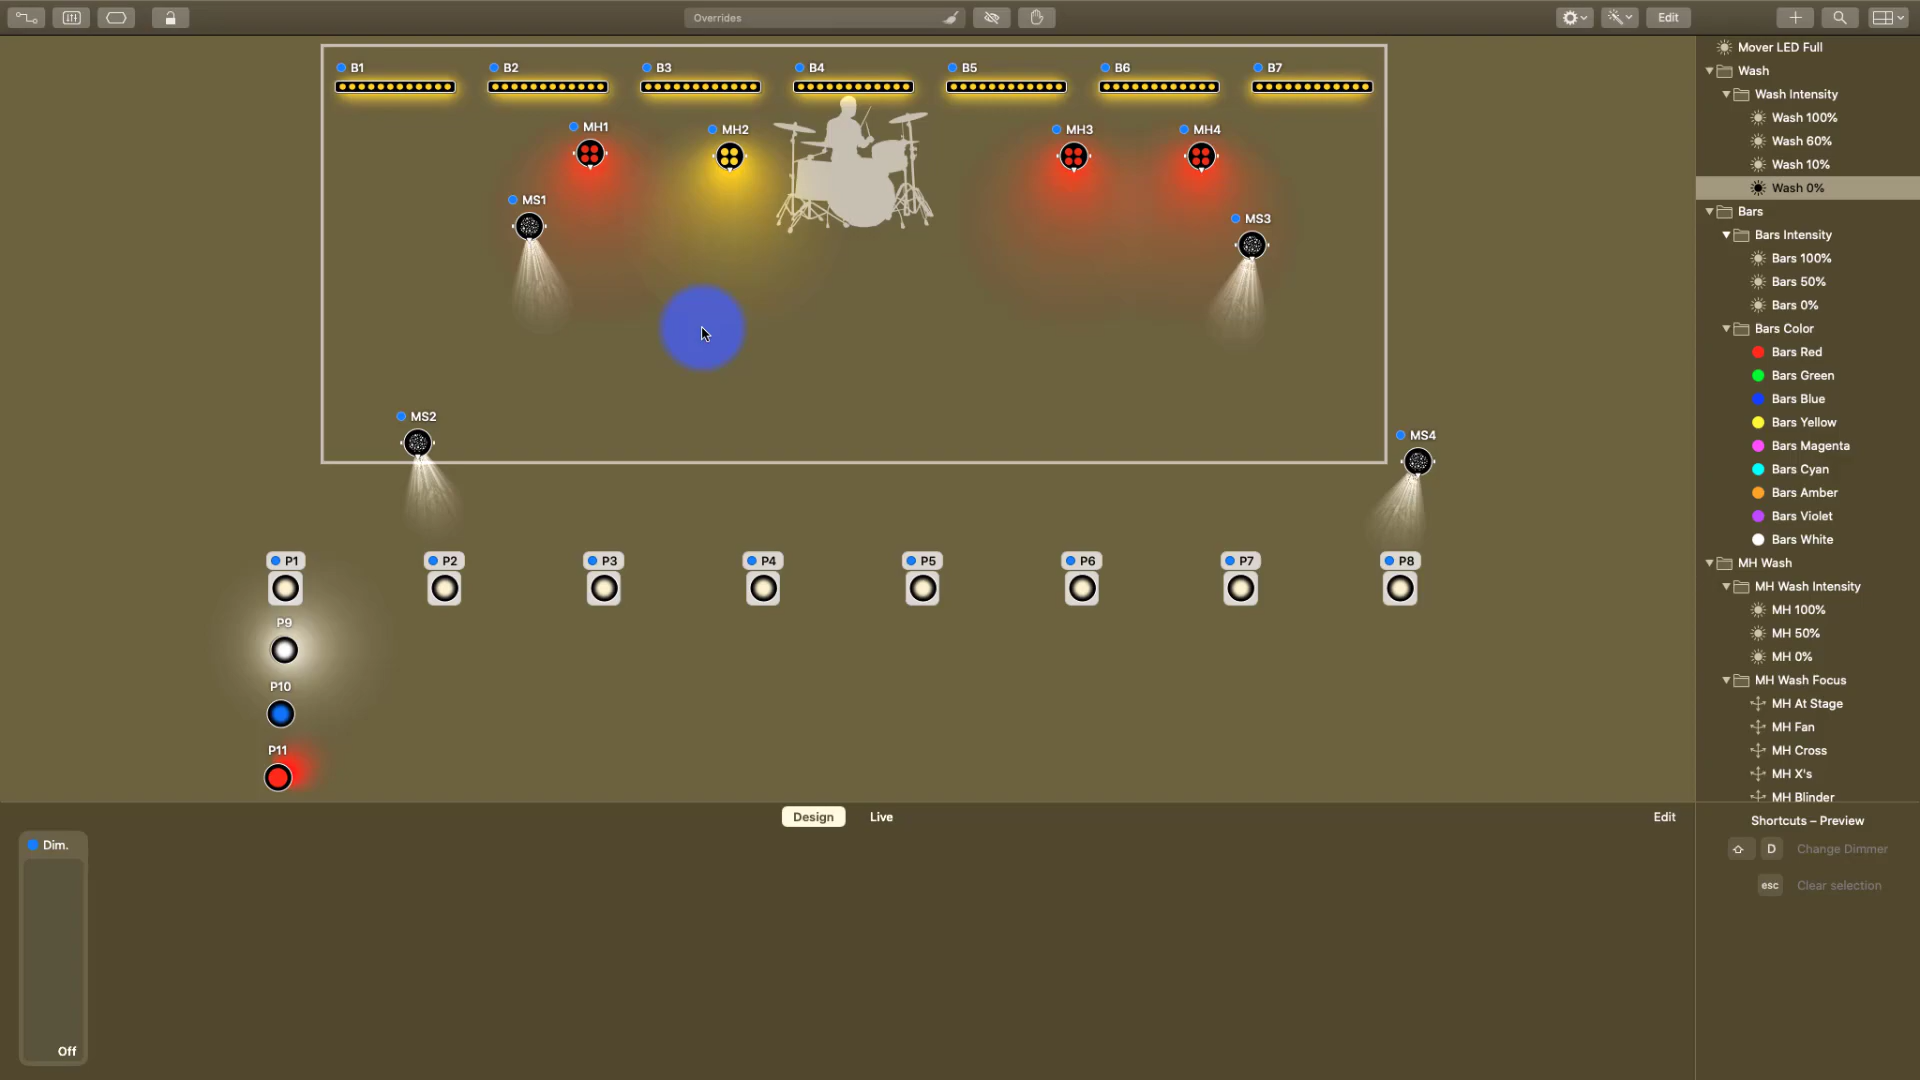 Overrides
Edit
B1
B2
B3
B4
B5
B6
B7
MH1
MH2
MH3
MH4
MS1
MS3
MS2
MS4
P1
P2
P3
P4
P5
P6
P7
P8
P9
P10
P11
Mover LED Full
Wash
Wash Intensity
Wash 100%
Wash 60%
Wash 10%
Wash 0%
Bars
Bars Intensity
Bars 100%
Bars 50%
Bars 0%
Bars Color
Bars Red
Bars Green
Bars Blue
Bars Yellow
Bars Magenta
Bars Cyan
Bars Amber
Bars Violet
Bars White
MH Wash
MH Wash Intensity
MH 100%
MH 50%
MH 0%
MH Wash Focus
MH At Stage
MH Fan
MH Cross
MH X's
MH Blinder
Design
Live
Edit
Dim.
Off
Shortcuts – Preview
D Change Dimmer
esc Clear selection